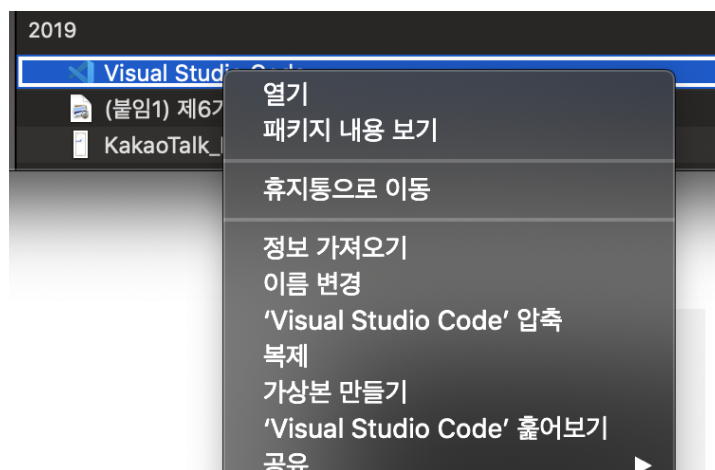 2019
Visual Studio Code
(붙임1) 제6기
KakaoTalk_
열기
패키지 내용 보기
휴지통으로 이동
정보 가져오기
이름 변경
‘Visual Studio Code’ 압축
복제
가상본 만들기
‘Visual Studio Code’ 훑어보기
공유